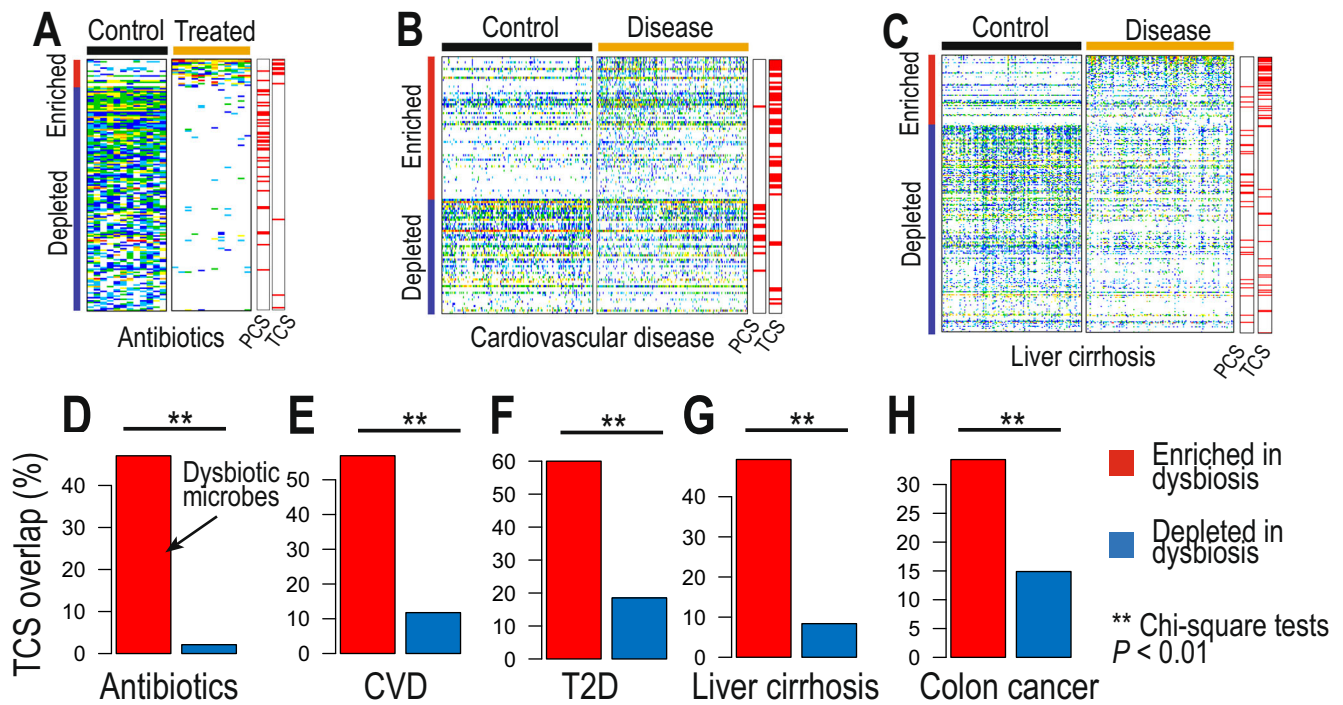 A
Control
Treated
Enriched
Depleted
Antibiotics
PCS
TCS
B
Control
Disease
Enriched
Depleted
Cardiovascular disease
PCS
TCS
C
Control
Disease
Enriched
Depleted
Liver cirrhosis
PCS
TCS
TCS overlap (%)
D
**
40
30
20
10
0
Dysbiotic
microbes
Antibiotics
E
**
50
40
30
20
10
0
CVD
F
**
60
50
40
30
20
10
0
T2D
G
**
40
30
20
10
0
Liver cirrhosis
H
**
30
25
20
15
10
5
0
Colon cancer
Enriched in
dysbiosis
Depleted in
dysbiosis
** Chi-square tests
P < 0.01